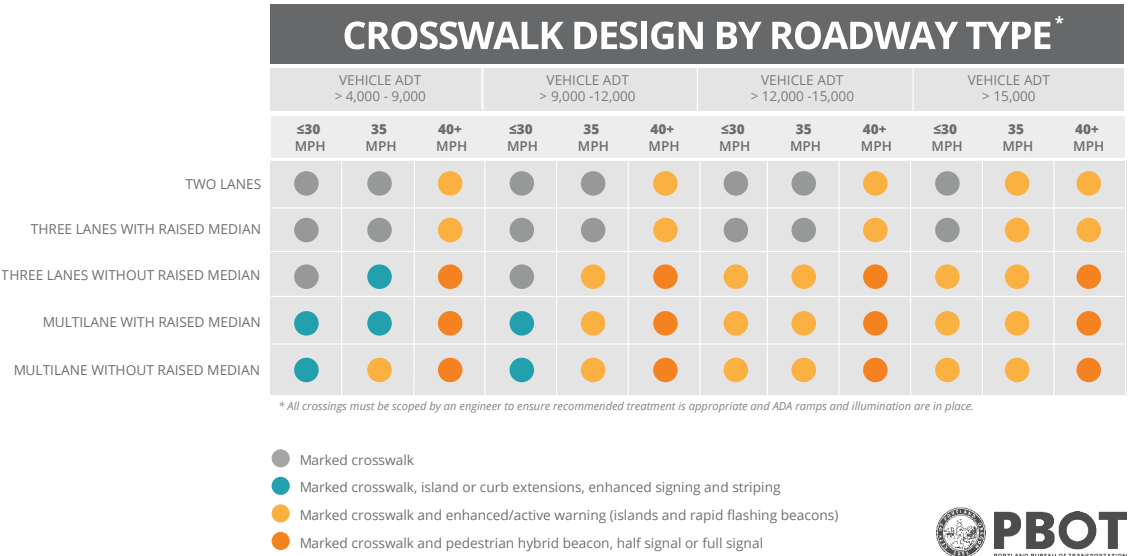 CROSSWALK DESIGN BY ROADWAY TYPE*
VEHICLE ADT
> 4,000 - 9,000
VEHICLE ADT
> 9,000 -12,000
VEHICLE ADT
> 12,000 -15,000
VEHICLE ADT
> 15,000
≤30 35 40+ ≤30 35 40+ ≤30 35 40+ ≤30 35 40+
MPH MPH MPH MPH MPH MPH MPH MPH MPH MPH MPH MPH
TWO LANES
THREE LANES WITH RAISED MEDIAN
THREE LANES WITHOUT RAISED MEDIAN
MULTILANE WITH RAISED MEDIAN
MULTILANE WITHOUT RAISED MEDIAN
* All crossings must be scoped by an engineer to ensure recommended treatment is appropriate and ADA ramps and illumination are in place.
Marked crosswalk
Marked crosswalk, island or curb extensions, enhanced signing and striping
Marked crosswalk and enhanced/active warning (islands and rapid flashing beacons)
Marked crosswalk and pedestrian hybrid beacon, half signal or full signal
PBOT
PORTLAND BUREAU OF TRANSPORTATION